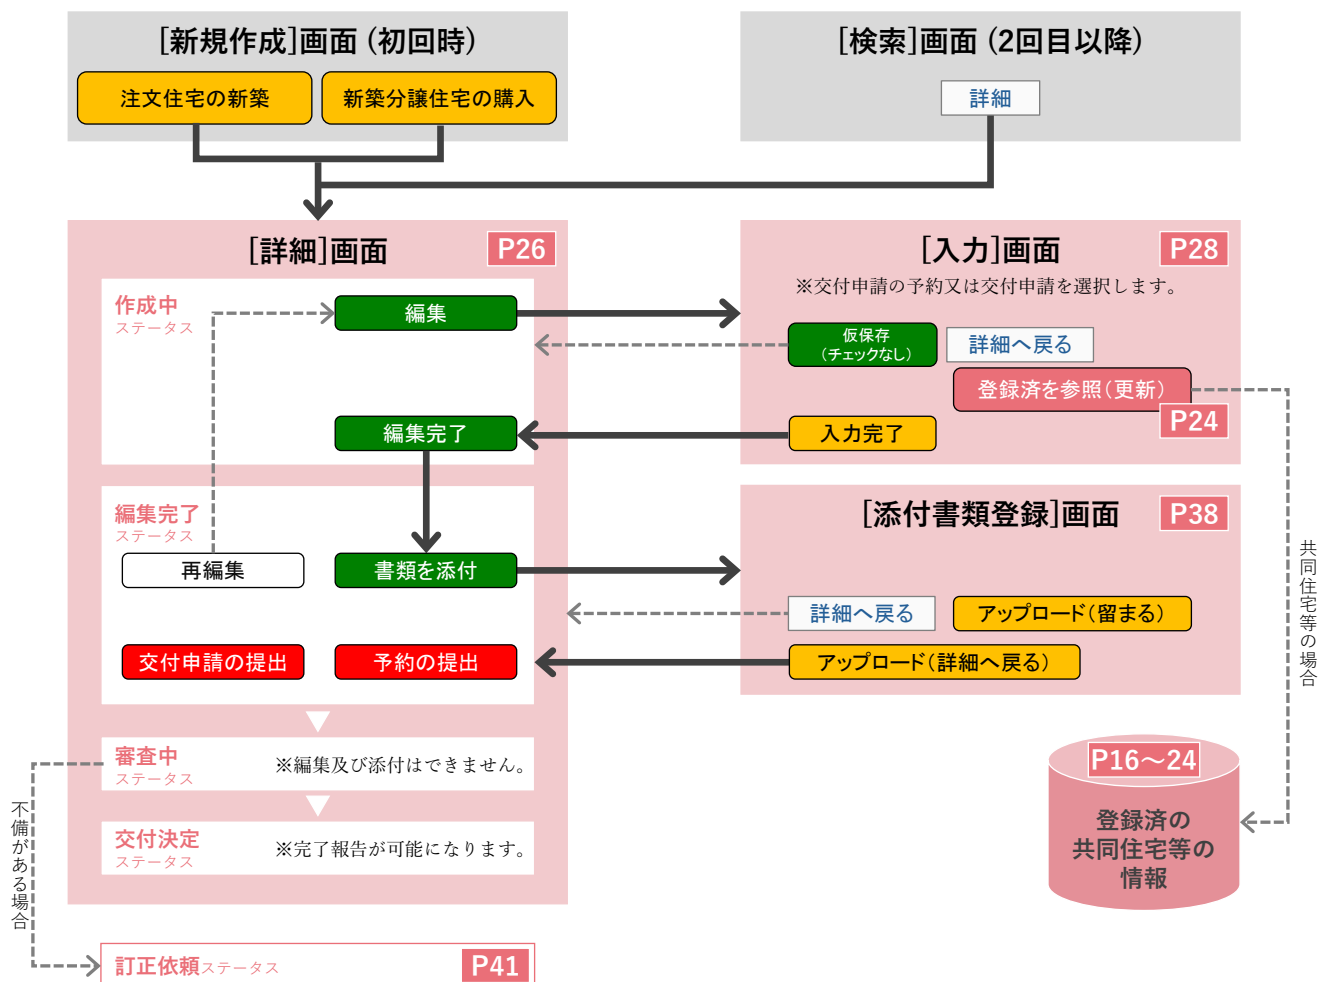 [新規作成]画面 (初回時)
注文住宅の新築
新築分譲住宅の購入
[検索]画面 (2回目以降)
詳細
[詳細]画面
P26
作成中
ステータス
編集
編集完了
編集完了
ステータス
再編集
書類を添付
交付申請の提出
予約の提出
審査中
ステータス
※編集及び添付はできません。
交付決定
ステータス
※完了報告が可能になります。
不備がある場合
訂正依頼ステータス
P41
[入力]画面
P28
※交付申請の予約又は交付申請を選択します。
仮保存
(チェックなし)
詳細へ戻る
登録済を参照(更新)
P24
入力完了
[添付書類登録]画面
P38
詳細へ戻る
アップロード(留まる)
アップロード(詳細へ戻る)
共同住宅等の場合
P16～24
登録済の
共同住宅等の
情報